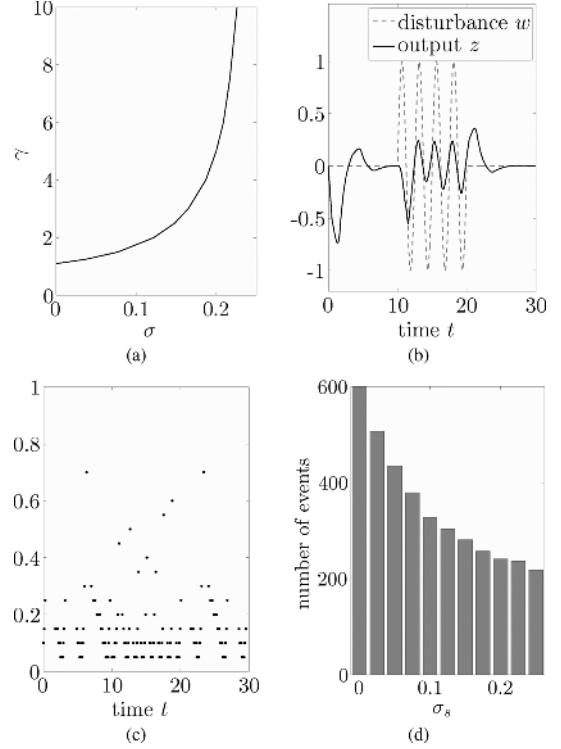 10
8
6
4
2
0
γ
0
0.1
0.2
σ
(a)
disturbance w
output z
1
0.5
0
-0.5
-1
0
10
20
30
time t
(b)
1
0.8
0.6
0.4
0.2
0
0
10
20
30
time t
(c)
600
400
200
0
number of events
0
0.1
0.2
σs
(d)